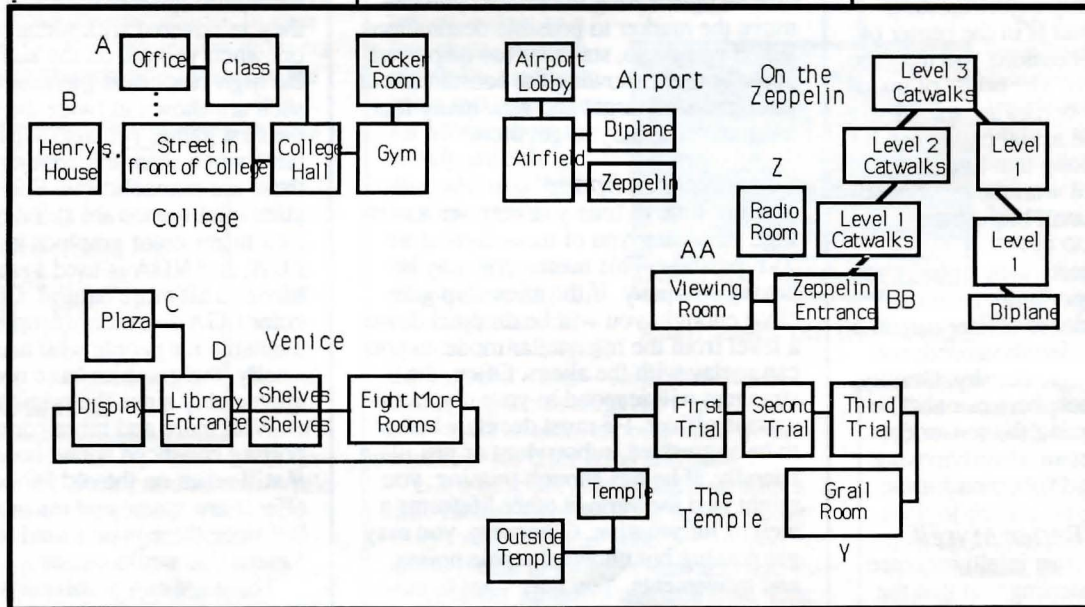 A
Office
Class
B
Henry's
House
Street in
front of College
College
Hall
Locker
Room
Gym
College
Airport
Lobby
Airport
Airfield
Biplane
Zeppelin
On the
Zeppelin
Level 3
Catwalks
Level 2
Catwalks
Level
1
Z
Radio
Room
Level 1
Catwalks
Level
1
AA
Viewing
Room
Zeppelin
Entrance
BB
Biplane
Plaza
C
D
Venice
Display
Library
Entrance
Shelves
Shelves
Eight More
Rooms
First
Trial
Second
Trial
Third
Trial
Temple
The
Temple
Grail
Room
Outside
Temple
Y